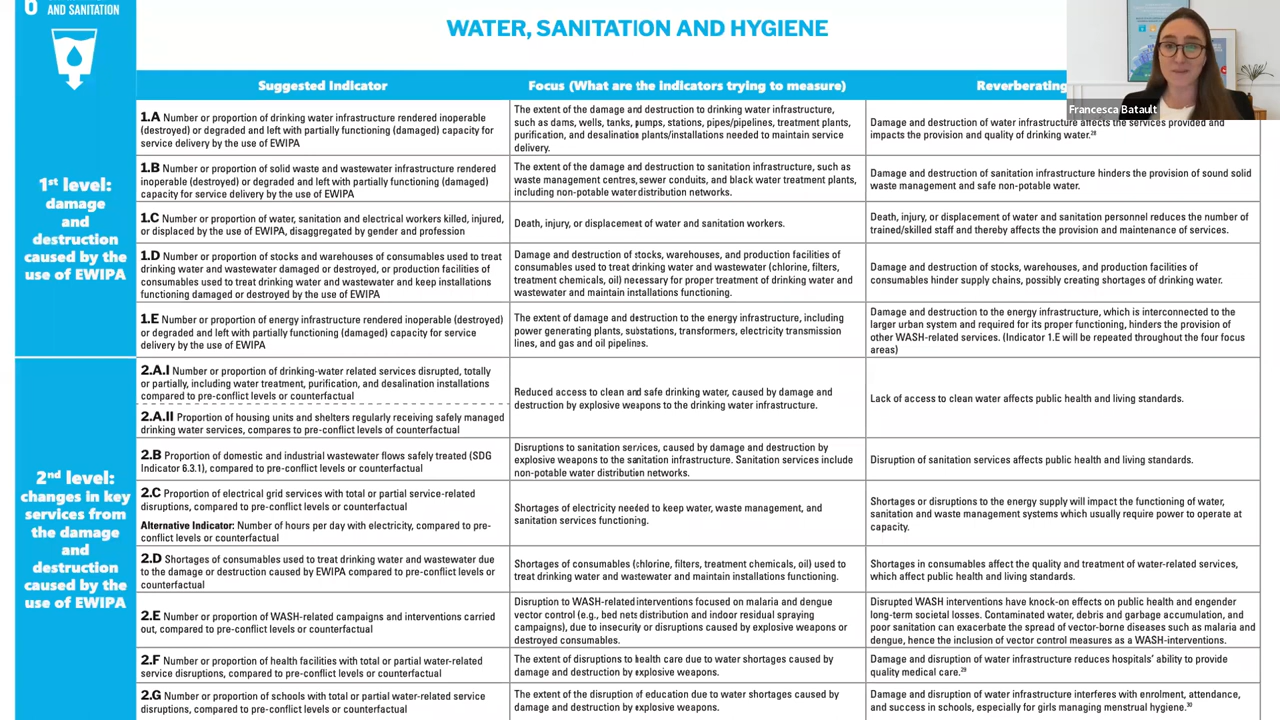 6
AND SANITATION
WATER, SANITATION AND HYGIENE
Francesca Batault
Suggested Indicator
Focus (What are the indicators trying to measure)
Reverberating
1st level:
damage
and
destruction
caused by the
use of EWIPA
1.A Number or proportion of drinking water infrastructure rendered inoperable
(destroyed) or degraded and left with partially functioning (damaged) capacity for
service delivery by the use of EWIPA
The extent of the damage and destruction to drinking water infrastructure,
such as dams, wells, tanks, pumps, stations, pipes/pipelines, treatment plants,
purification, and desalination plants/installations needed to maintain service
delivery.
Damage and destruction of water infrastructure affects the services provided and
impacts the provision and quality of drinking water.28
1.B Number or proportion of solid waste and wastewater infrastructure rendered
inoperable (destroyed) or degraded and left with partially functioning (damaged)
capacity for service delivery by the use of EWIPA
The extent of the damage and destruction to sanitation infrastructure, such as
waste management centres, sewer conduits, and black water treatment plants,
including non-potable water distribution networks.
Damage and destruction of sanitation infrastructure hinders the provision of sound solid
waste management and safe non-potable water.
1.C Number or proportion of water, sanitation and electrical workers killed, injured,
or displaced by the use of EWIPA, disaggregated by gender and profession
Death, injury, or displacement of water and sanitation workers.
Death, injury, or displacement of water and sanitation personnel reduces the number of
trained/skilled staff and thereby affects the provision and maintenance of services.
1.D Number or proportion of stocks and warehouses of consumables used to treat
drinking water and wastewater damaged or destroyed, or production facilities of
consumables used to treat drinking water and wastewater and keep installations
functioning damaged or destroyed by the use of EWIPA
Damage and destruction of stocks, warehouses, and production facilities of
consumables used to treat drinking water and wastewater (chlorine, filters,
treatment chemicals, oil) necessary for proper treatment of drinking water and
wastewater and maintain installations functioning.
Damage and destruction of stocks, warehouses, and production facilities of
consumables hinder supply chains, possibly creating shortages of drinking water.
1.E Number or proportion of energy infrastructure rendered inoperable (destroyed)
or degraded and left with partially functioning (damaged) capacity for service
delivery by the use of EWIPA
The extent of damage and destruction to the energy infrastructure, including
power generating plants, substations, transformers, electricity transmission
lines, and gas and oil pipelines.
Damage and destruction to the energy infrastructure, which is interconnected to the
larger urban system and required for its proper functioning, hinders the provision of
other WASH-related services. (Indicator 1.E will be repeated throughout the four focus
areas)
2nd level:
changes in key
services from
the damage
and
destruction
caused by the
use of EWIPA
2.A.I Number or proportion of drinking-water related services disrupted, totally
or partially, including water treatment, purification, and desalination installations
compared to pre-conflict levels or counterfactual
2.A.II Proportion of housing units and shelters regularly receiving safely managed
drinking water services, compares to pre-conflict levels of counterfactual
Reduced access to clean and safe drinking water, caused by damage and
destruction by explosive weapons to the drinking water infrastructure.
Lack of access to clean water affects public health and living standards.
2.B Proportion of domestic and industrial wastewater flows safely treated (SDG
Indicator 6.3.1), compared to pre-conflict levels or counterfactual
Disruptions to sanitation services, caused by damage and destruction by
explosive weapons to the sanitation infrastructure. Sanitation services include
non-potable water distribution networks.
Disruption of sanitation services affects public health and living standards.
2.C Proportion of electrical grid services with total or partial service-related
disruptions, compared to pre-conflict levels or counterfactual
Alternative Indicator: Number of hours per day with electricity, compared to pre-
conflict levels or counterfactual
Shortages of electricity needed to keep water, waste management, and
sanitation services functioning.
Shortages or disruptions to the energy supply will impact the functioning of water,
sanitation and waste management systems which usually require power to operate at
capacity.
2.D Shortages of consumables used to treat drinking water and wastewater due
to the damage or destruction caused by EWIPA compared to pre-conflict levels or
counterfactual
Shortages of consumables (chlorine, filters, treatment chemicals, oil) used to
treat drinking water and wastewater and maintain installations functioning.
Shortages in consumables affect the quality and treatment of water-related services,
which affect public health and living standards.
2.E Number or proportion of WASH-related campaigns and interventions carried
out, compared to pre-conflict levels or counterfactual
Disruption to WASH-related interventions focused on malaria and dengue
vector control (e.g., bed nets distribution and indoor residual spraying
campaigns), due to insecurity or disruptions caused by explosive weapons or
destroyed consumables.
Disrupted WASH interventions have knock-on effects on public health and engender
long-term societal losses. Contaminated water, debris and garbage accumulation, and
poor sanitation can exacerbate the spread of vector-borne diseases such as malaria and
dengue, hence the inclusion of vector control measures as a WASH-interventions.
2.F Number or proportion of health facilities with total or partial water-related
service disruptions, compared to pre-conflict levels or counterfactual
The extent of disruptions to health care due to water shortages caused by
damage and destruction by explosive weapons.
Damage and disruption of water infrastructure reduces hospitals' ability to provide
quality medical care.29
2.G Number or proportion of schools with total or partial water-related service
disruptions, compared to pre-conflict levels or counterfactual
The extent of the disruption of education due to water shortages caused by
damage and destruction by explosive weapons.
Damage and disruption of water infrastructure interferes with enrolment, attendance,
and success in schools, especially for girls managing menstrual hygiene.30